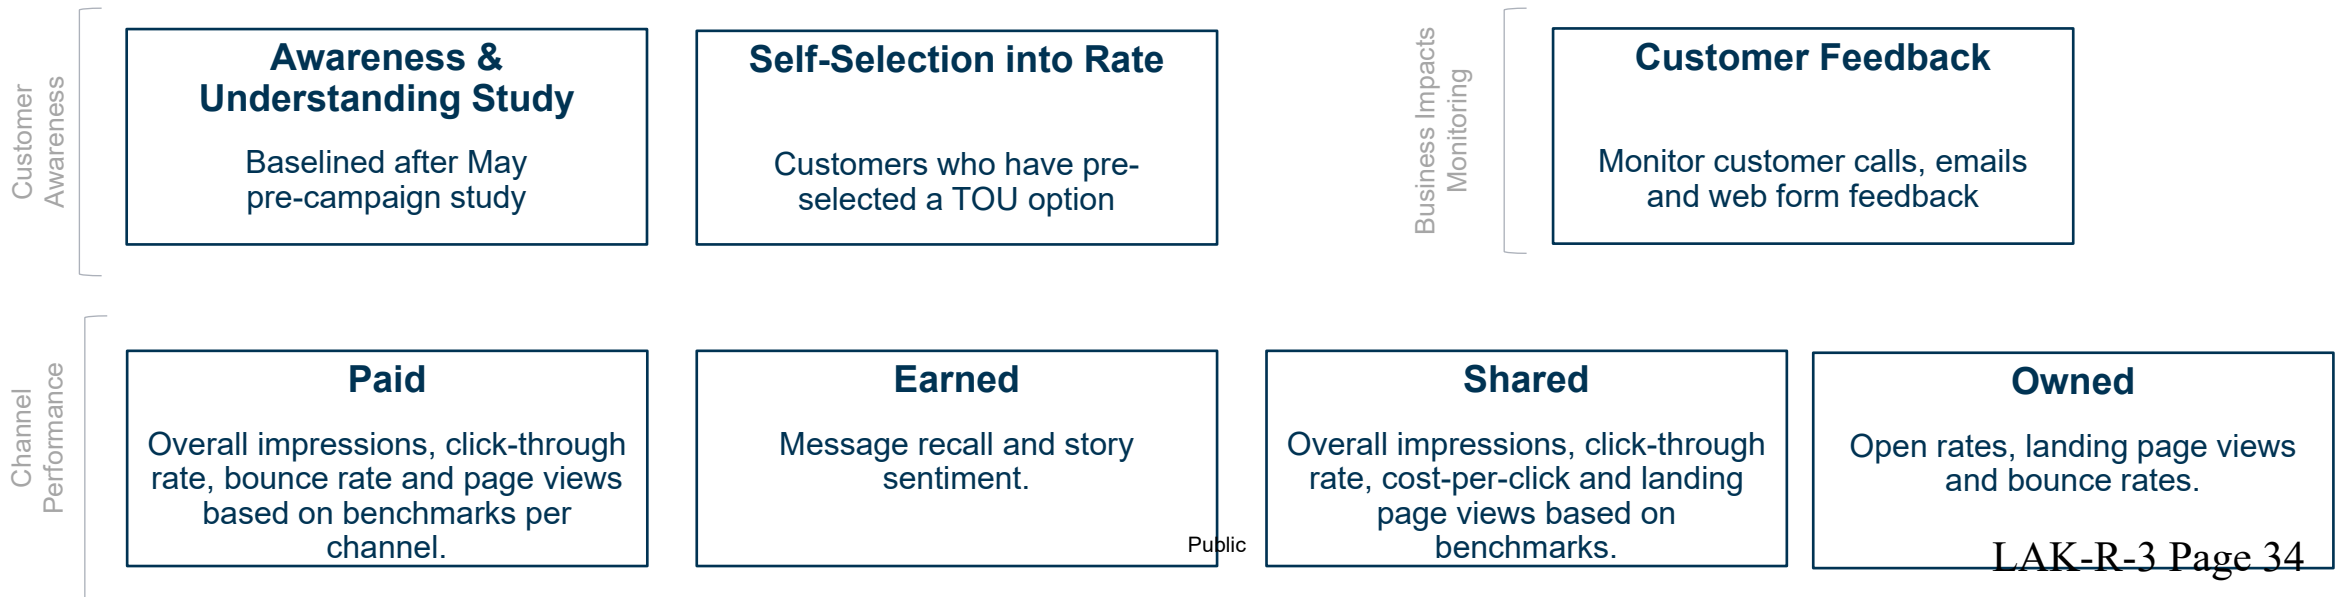 Customer
Awareness
Awareness &
Understanding Study
Baselined after May
pre-campaign study
Self-Selection into Rate
Customers who have pre-
selected a TOU option
Business Impacts
Monitoring
Customer Feedback
Monitor customer calls, emails
and web form feedback
Channel
Performance
Paid
Overall impressions, click-through
rate, bounce rate and page views
based on benchmarks per
channel.
Earned
Message recall and story
sentiment.
Shared
Overall impressions, click-through
rate, cost-per-click and landing
page views based on
benchmarks.
Owned
Open rates, landing page views
and bounce rates.
Public
LAK-R-3 Page 34